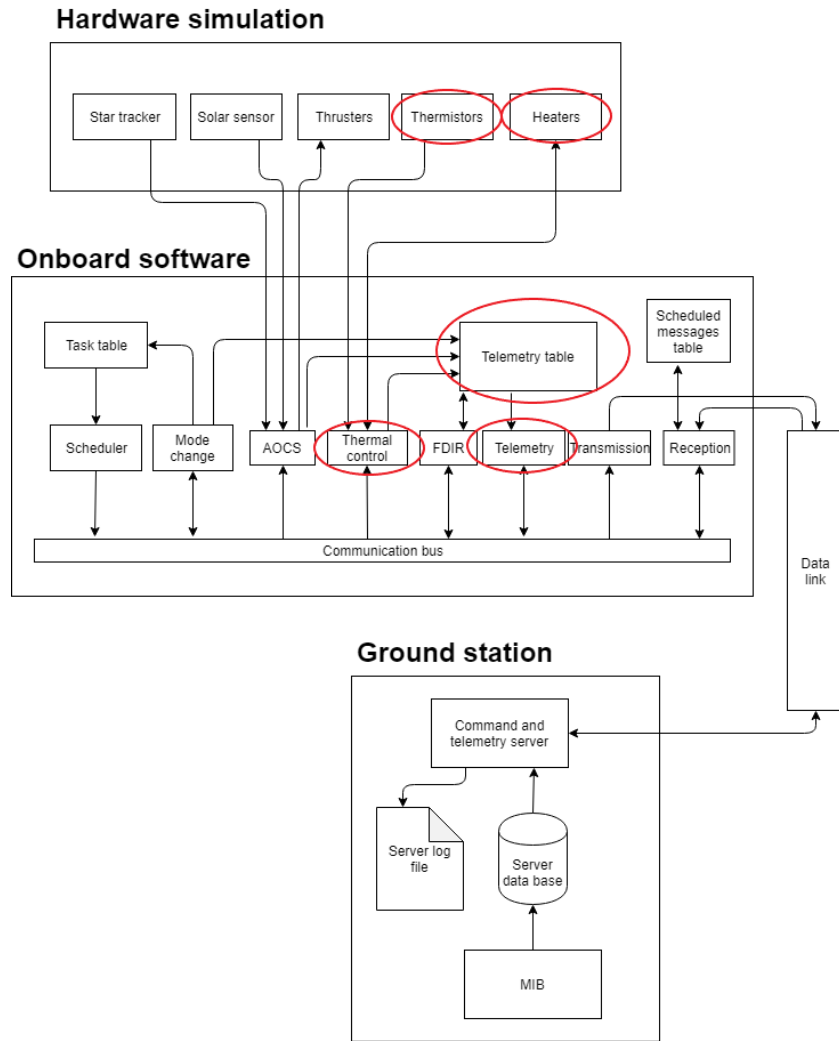 Hardware simulation
Star tracker
Solar sensor
Thrusters
Thermistors
Heaters
Onboard software
Task table
Telemetry table
Scheduled
messages
table
Scheduler
Mode
change
AOCS
Thermal
control
FDIR
Telemetry
Transmission
Reception
Communication bus
Data
link
Ground station
Command and
telemetry server
Server log
file
Server
data base
MIB